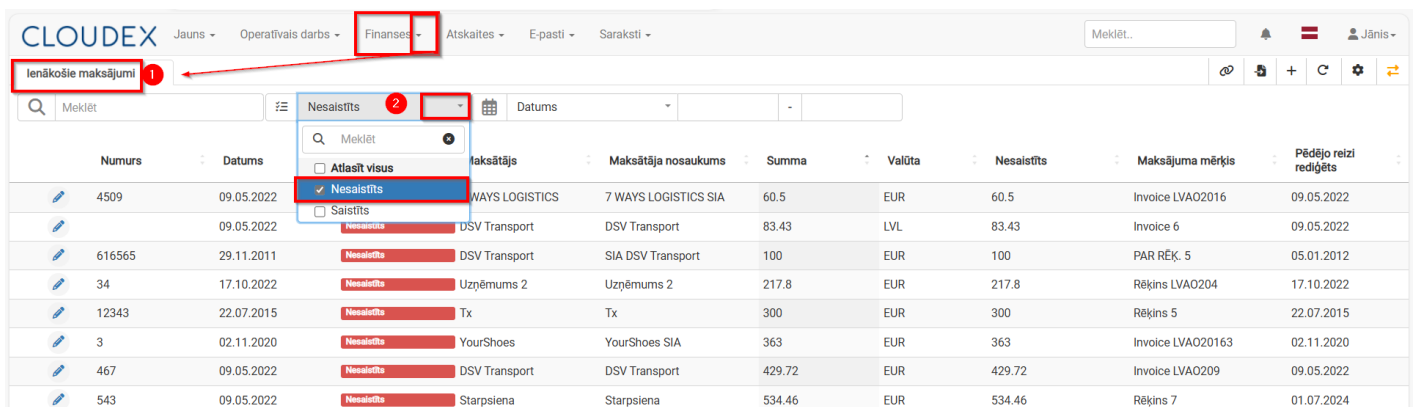 CLOUDEX Jauns Operatīvais darbs Finanses Atskaites E-pasti Saraksti Meklēt.. Jānis
Ienākošie maksājumi 1
Meklēt Nesaistīts 2 Datums -
Meklēt
Atlasīt visus
Nesaistīts
Saistīts
Numurs Datums Maksātājs Maksātāja nosaukums Summa Valūta Nesaistīts Maksājuma mērķis Pēdējo reizi rediģēts
4509 09.05.2022 WAYS LOGISTICS 7 WAYS LOGISTICS SIA 60.5 EUR 60.5 Invoice LVAO2016 09.05.2022
09.05.2022 Nesaistīts DSV Transport DSV Transport 83.43 LVL 83.43 Invoice 6 09.05.2022
616565 29.11.2011 Nesaistīts DSV Transport SIA DSV Transport 100 EUR 100 PAR RĒĶ. 5 05.01.2012
34 17.10.2022 Nesaistīts Uzņēmums 2 Uzņēmums 2 217.8 EUR 217.8 Rēķins LVAO204 17.10.2022
12343 22.07.2015 Nesaistīts Tx Tx 300 EUR 300 Rēķins 5 22.07.2015
3 02.11.2020 Nesaistīts YourShoes YourShoes SIA 363 EUR 363 Invoice LVAO20163 02.11.2020
467 09.05.2022 Nesaistīts DSV Transport DSV Transport 429.72 EUR 429.72 Invoice LVAO209 09.05.2022
543 09.05.2022 Nesaistīts Starpsiena Starpsiena 534.46 EUR 534.46 Rēķins 7 01.07.2024